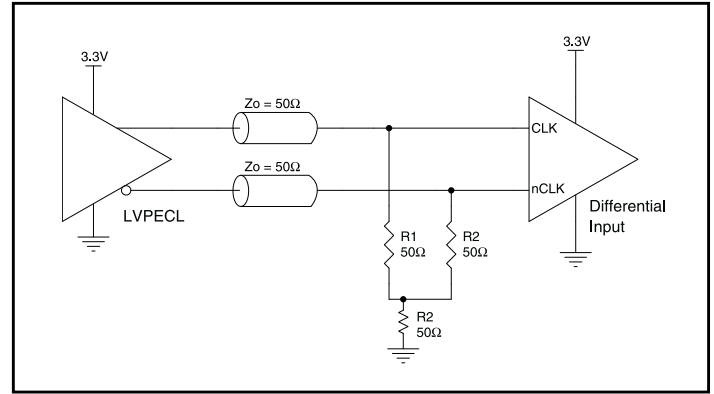 3.3V
3.3V
Zo = 50Ω
CLK
Zo = 50Ω
nCLK
LVPECL
Differential
Input
R1
50Ω
R2
50Ω
R2
50Ω